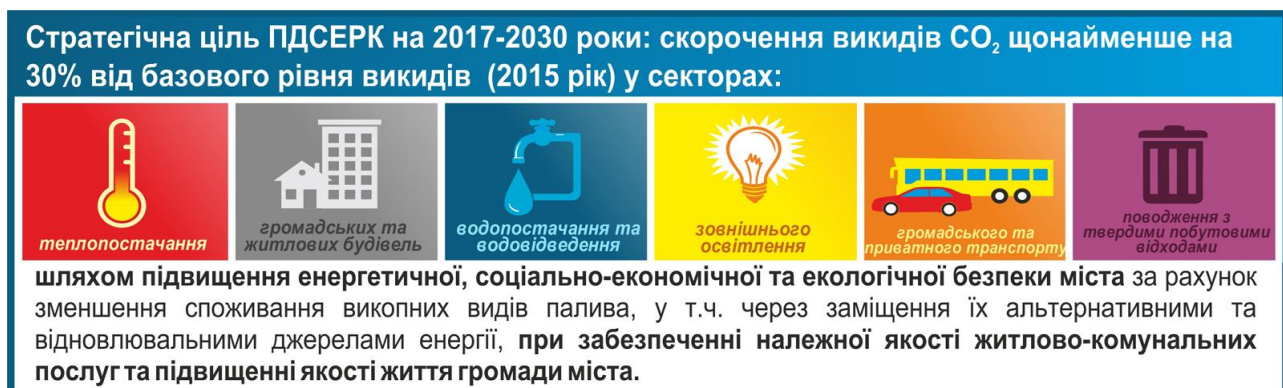 Стратегічна ціль ПДСЕРК на 2017-2030 роки: скорочення викидів CO₂ щонайменше на
30% від базового рівня викидів (2015 рік) у секторах:
теплопостачання
громадських та
житлових будівель
водопостачання та
водовідведення
зовнішнього
освітлення
громадського та
приватного транспорту
поводження з
твердими побутовими
відходами
шляхом підвищення енергетичної, соціально-економічної та екологічної безпеки міста за рахунок
зменшення споживання викопних видів палива, у т.ч. через заміщення їх альтернативними та
відновлювальними джерелами енергії, при забезпеченні належної якості житлово-комунальних
послуг та підвищенні якості життя громади міста.